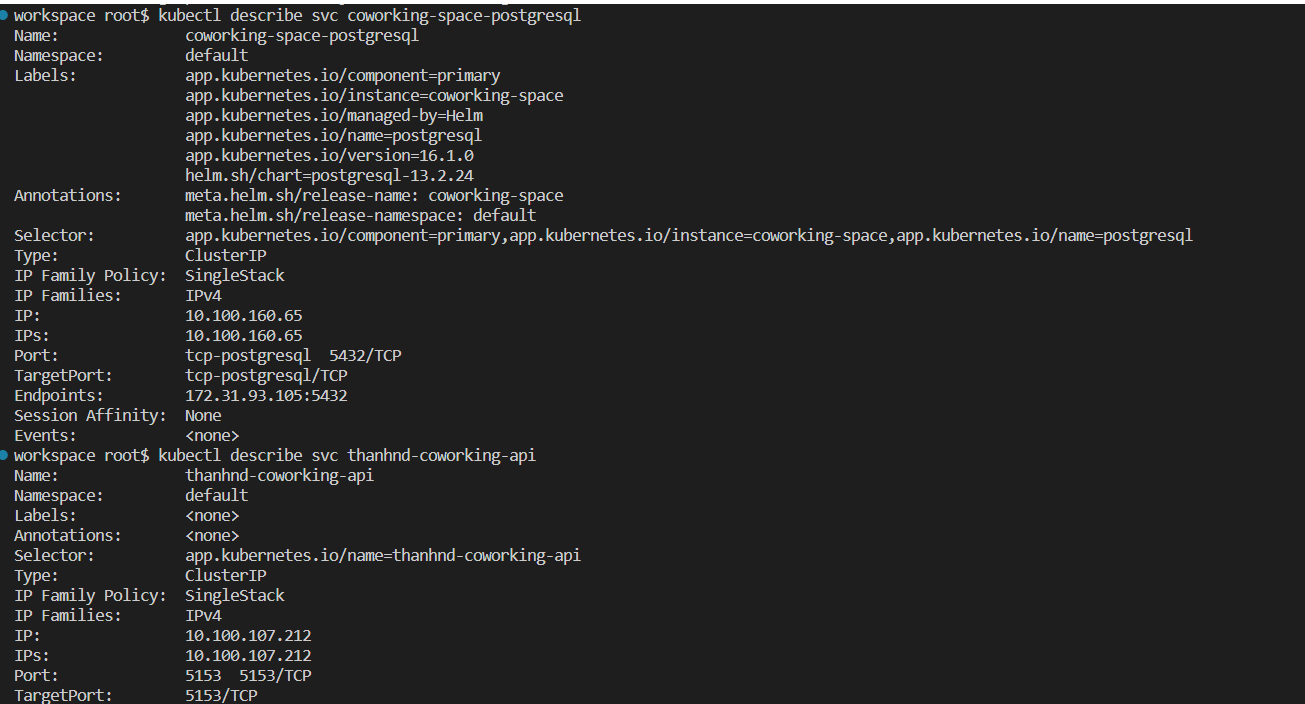 workspace root$ kubectl describe svc coworking-space-postgresql
Name:              coworking-space-postgresql
Namespace:         default
Labels:            app.kubernetes.io/component=primary
                   app.kubernetes.io/instance=coworking-space
                   app.kubernetes.io/managed-by=Helm
                   app.kubernetes.io/name=postgresql
                   app.kubernetes.io/version=16.1.0
                   helm.sh/chart=postgresql-13.2.24
Annotations:       meta.helm.sh/release-name: coworking-space
                   meta.helm.sh/release-namespace: default
Selector:          app.kubernetes.io/component=primary,app.kubernetes.io/instance=coworking-space,app.kubernetes.io/name=postgresql
Type:              ClusterIP
IP Family Policy:  SingleStack
IP Families:       IPv4
IP:                10.100.160.65
IPs:               10.100.160.65
Port:              tcp-postgresql  5432/TCP
TargetPort:        tcp-postgresql/TCP
Endpoints:         172.31.93.105:5432
Session Affinity:  None
Events:            <none>
workspace root$ kubectl describe svc thanhnd-coworking-api
Name:              thanhnd-coworking-api
Namespace:         default
Labels:            <none>
Annotations:       <none>
Selector:          app.kubernetes.io/name=thanhnd-coworking-api
Type:              ClusterIP
IP Family Policy:  SingleStack
IP Families:       IPv4
IP:                10.100.107.212
IPs:               10.100.107.212
Port:              5153  5153/TCP
TargetPort:        5153/TCP